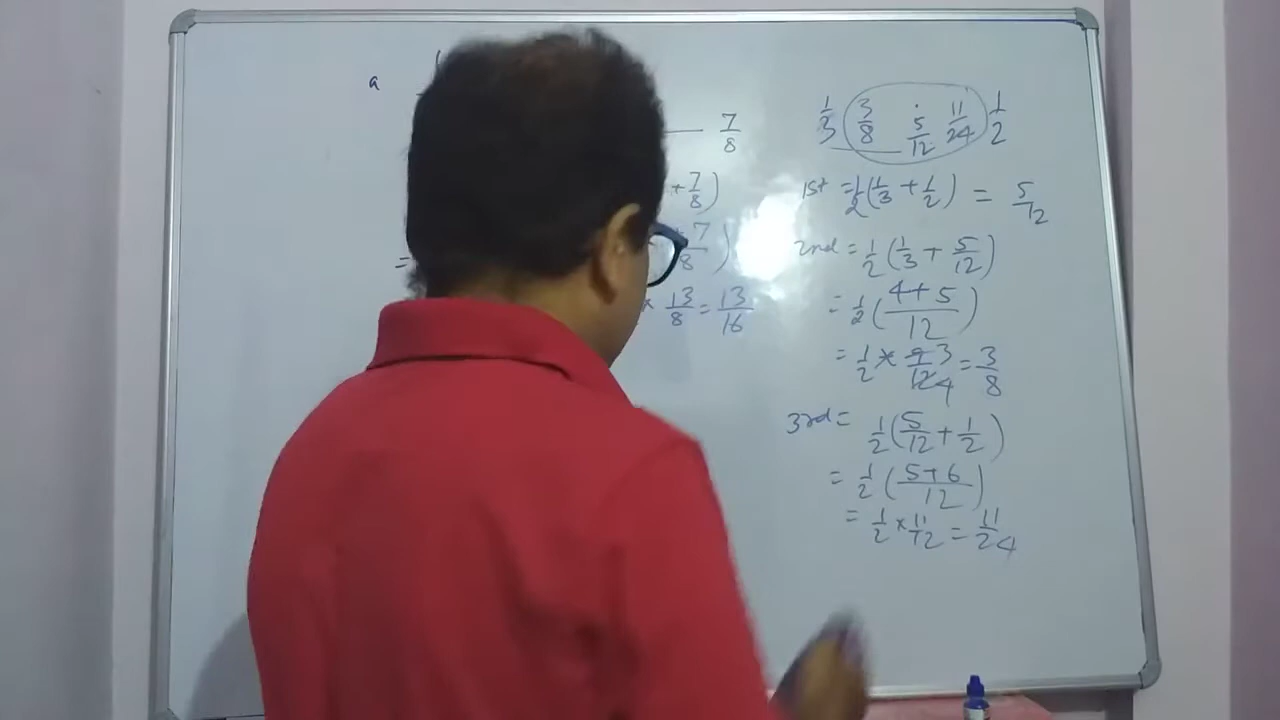 a
7/8
+ 7/8)
+ 7/8)
=
× 13/8 = 13/16
1/3 3/8 5/12 11/24 1/2
1st = 1/2 (1/3 + 1/2) = 5/12
2nd = 1/2 (1/3 + 5/12)
= 1/2 (4+5/12)
= 1/2 × 9 3/12 4 = 3/8
3rd = 1/2 (5/12 + 1/2)
= 1/2 (5+6/12)
= 1/2 × 11/12 = 11/24